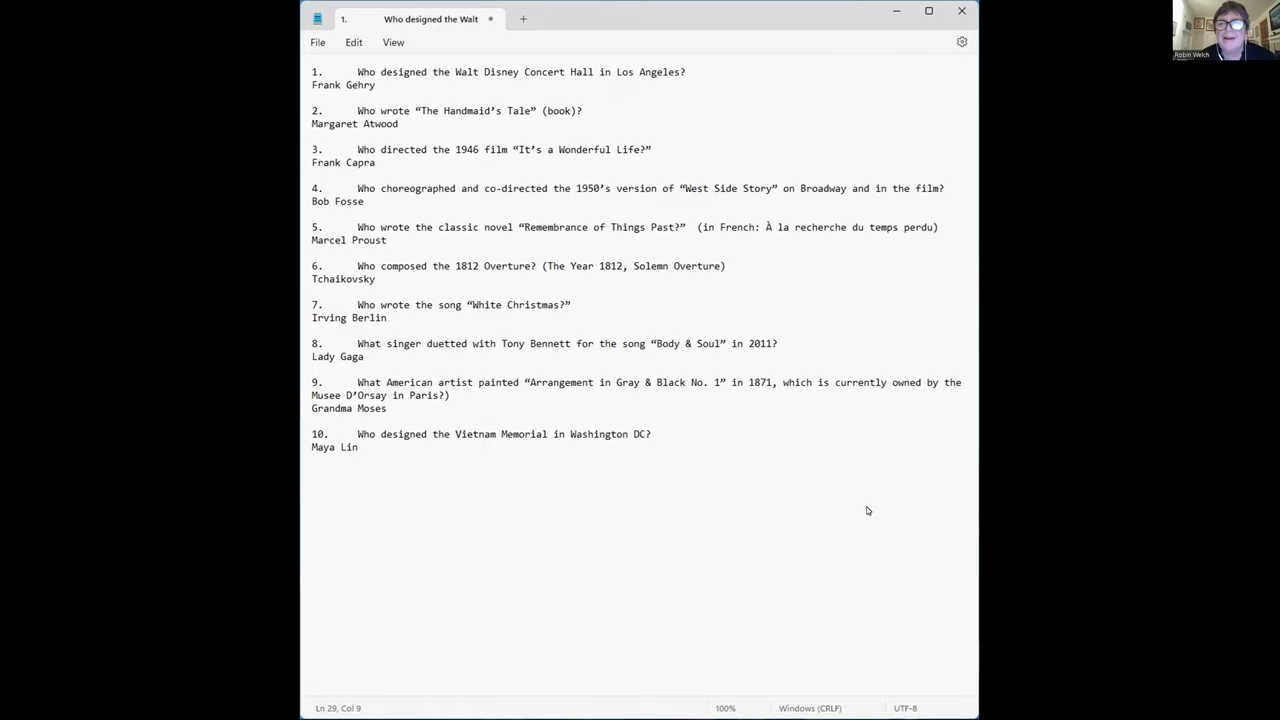 1. Who designed the Walt
File Edit View
Robin Welch
1. Who designed the Walt Disney Concert Hall in Los Angeles?
Frank Gehry
2. Who wrote “The Handmaid’s Tale” (book)?
Margaret Atwood
3. Who directed the 1946 film “It’s a Wonderful Life?”
Frank Capra
4. Who choreographed and co-directed the 1950’s version of “West Side Story” on Broadway and in the film?
Bob Fosse
5. Who wrote the classic novel “Remembrance of Things Past?” (in French: À la recherche du temps perdu)
Marcel Proust
6. Who composed the 1812 Overture? (The Year 1812, Solemn Overture)
Tchaikovsky
7. Who wrote the song “White Christmas?”
Irving Berlin
8. What singer duetted with Tony Bennett for the song “Body & Soul” in 2011?
Lady Gaga
9. What American artist painted “Arrangement in Gray & Black No. 1” in 1871, which is currently owned by the
Musee D’Orsay in Paris?)
Grandma Moses
10. Who designed the Vietnam Memorial in Washington DC?
Maya Lin
Ln 29, Col 9 100% Windows (CRLF) UTF-8